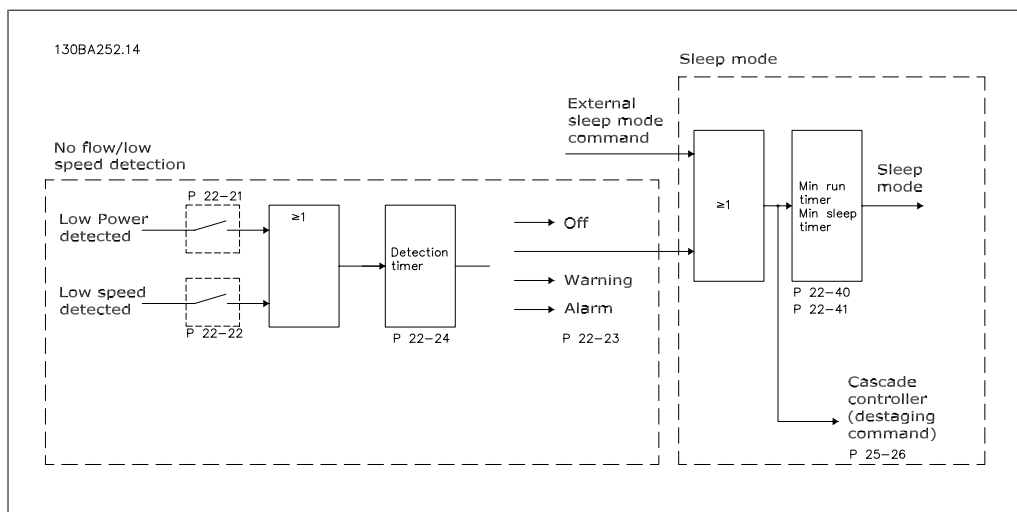 130BA252.14
Sleep mode
External
sleep mode
command
No flow/low
speed detection
P 22-21
Low Power
detected
≥1
Low speed
detected
P 22-22
Detection
timer
P 22-24
Off
Warning
Alarm
P 22-23
≥1
Min run
timer
Min sleep
timer
P 22-40
P 22-41
Sleep
mode
Cascade
controller
(destaging
command)
P 25-26